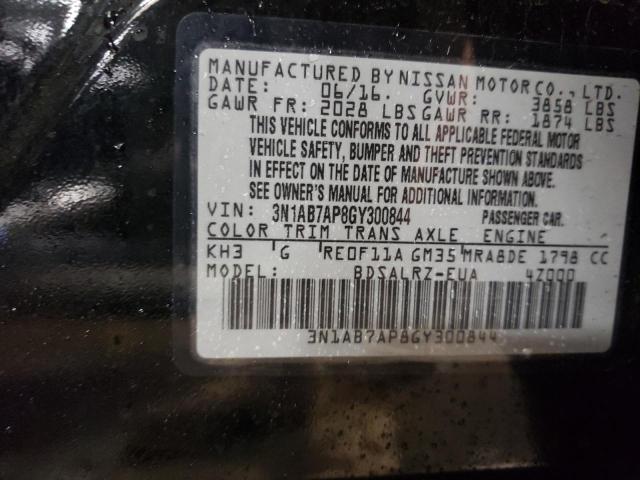 MANUFACTURED BY NISSAN MOTOR CO., LTD.
DATE: 06/16. GVWR: 3858 LBS
GAWR FR: 2028 LBS GAWR RR: 1874 LBS
THIS VEHICLE CONFORMS TO ALL APPLICABLE FEDERAL MOTOR
VEHICLE SAFETY, BUMPER AND THEFT PREVENTION STANDARDS
IN EFFECT ON THE DATE OF MANUFACTURE SHOWN ABOVE.
SEE OWNER'S MANUAL FOR ADDITIONAL INFORMATION.
VIN: 3N1AB7AP8GY300844 PASSENGER CAR.
COLOR TRIM TRANS AXLE ENGINE
KH3 G RE0F11A GM35 MRA8DE 1798 CC
MODEL: BDSALRZ-EUA 4Z000
3N1AB7AP8GY300844